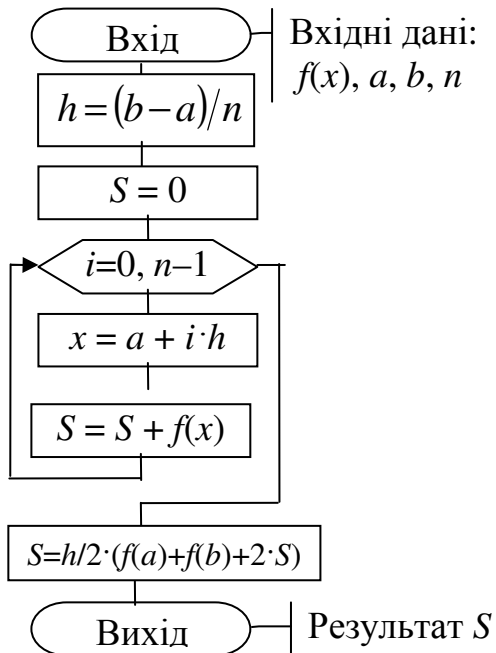 Вхід
Вхідні дані:
f(x), a, b, n
h = (b − a)/n
S = 0
i=0, n–1
x = a + i·h
S = S + f(x)
S=h/2·(f(a)+f(b)+2·S)
Вихід
Результат S